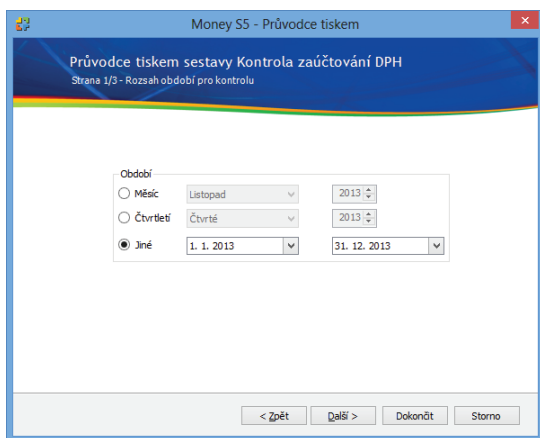 Money S5 - Průvodce tiskem
Průvodce tiskem sestavy Kontrola zaúčtování DPH
Strana 1/3 - Rozsah období pro kontrolu
Období
Měsíc Listopad 2013
Čtvrtletí Čtvrté 2013
Jiné 1. 1. 2013 31. 12. 2013
< Zpět Další > Dokončit Storno